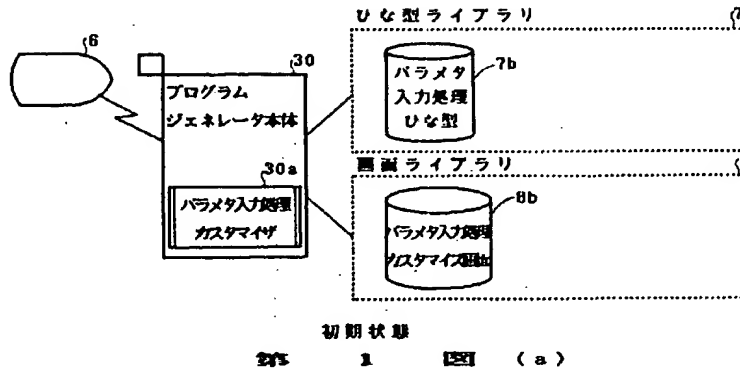 ひな型ライブラリ
7
6
30
プログラム
ジェネレータ本体
パラメタ
入力処理
ひな型
7b
画面ライブラリ
30a
パラメタ入力処理
カスタマイザ
8b
パラメタ入力処理
カスタマイズ
初期状態
第 1 図 (a)